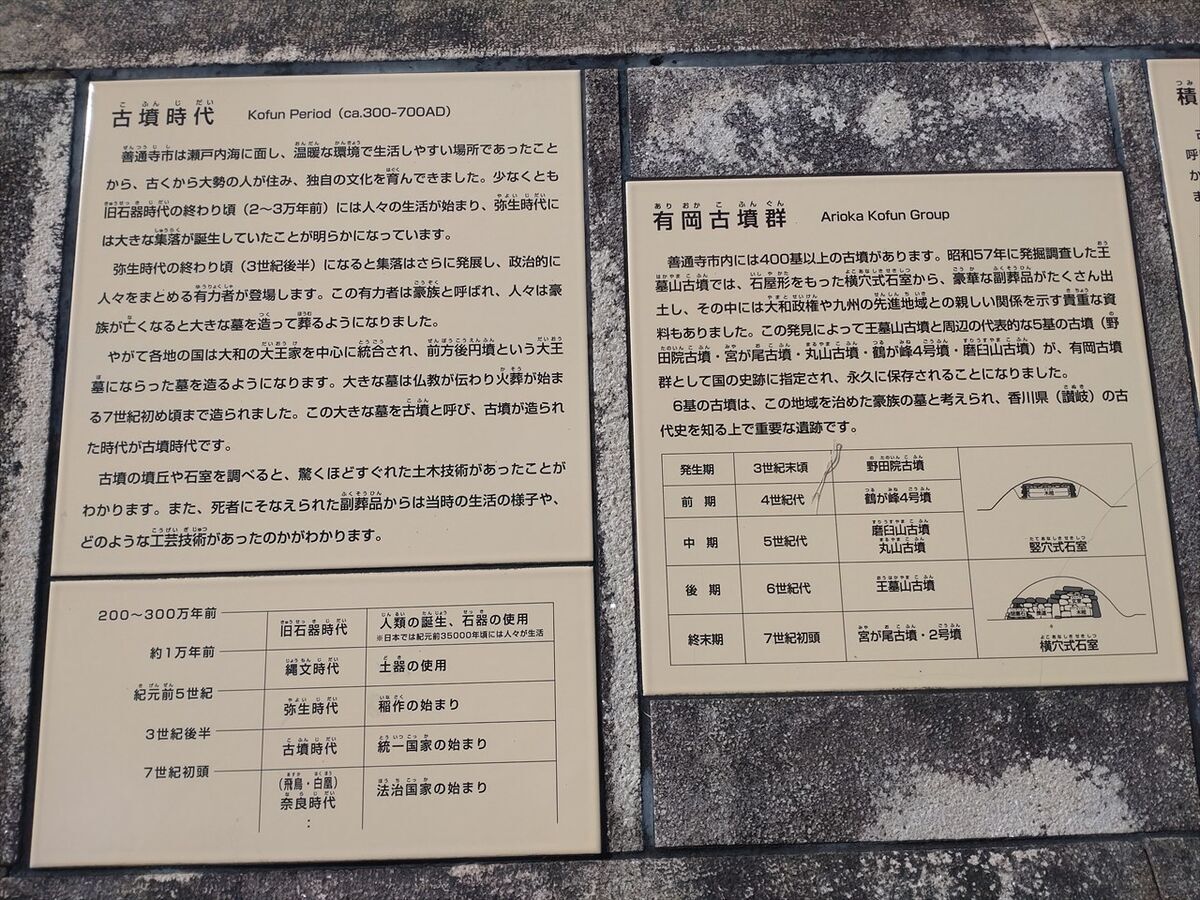 古墳時代 Kofun Period (ca.300-700AD)
善通寺市は瀬戸内海に面し、温暖な環境で生活しやすい場所であったこと
から、古くから大勢の人が住み、独自の文化を育んできました。少なくとも
旧石器時代の終わり頃（2～3万年前）には人々の生活が始まり、弥生時代に
は大きな集落が誕生していたことが明らかになっています。
弥生時代の終わり頃（3世紀後半）になると集落はさらに発展し、政治的に
人々をまとめる有力者が登場します。この有力者は豪族と呼ばれ、人々は豪
族が亡くなると大きな墓を造って葬るようになりました。
やがて各地の国は大和の大王家を中心に統合され、前方後円墳という大王
墓にならった墓を造るようになります。大きな墓は仏教が伝わり火葬が始ま
る7世紀初め頃まで造られました。この大きな墓を古墳と呼び、古墳が造られ
た時代が古墳時代です。
古墳の墳丘や石室を調べると、驚くほどすぐれた土木技術があったことが
わかります。また、死者にそなえられた副葬品からは当時の生活の様子や、
どのような工芸技術があったのかがわかります。
200～300万年前
旧石器時代 人類の誕生、石器の使用
※日本では紀元前35000年頃には人々が生活
約1万年前
縄文時代 土器の使用
紀元前5世紀
弥生時代 稲作の始まり
3世紀後半
古墳時代 統一国家の始まり
7世紀初頭
（飛鳥・白鳳）
奈良時代 法治国家の始まり
：
有岡古墳群 Arioka Kofun Group
善通寺市内には400基以上の古墳があります。昭和57年に発掘調査した王
墓山古墳では、石屋形をもった横穴式石室から、豪華な副葬品がたくさん出
土し、その中には大和政権や九州の先進地域との親しい関係を示す貴重な資
料もありました。この発見によって王墓山古墳と周辺の代表的な5基の古墳（野
田院古墳・宮が尾古墳・丸山古墳・鶴が峰4号墳・磨臼山古墳）が、有岡古墳
群として国の史跡に指定され、永久に保存されることになりました。
6基の古墳は、この地域を治めた豪族の墓と考えられ、香川県（讃岐）の古
代史を知る上で重要な遺跡です。
発生期 3世紀末頃 野田院古墳
前期 4世紀代 鶴が峰4号墳
中期 5世紀代 磨臼山古墳
丸山古墳
竪穴式石室
後期 6世紀代 王墓山古墳
終末期 7世紀初頭 宮が尾古墳・2号墳
横穴式石室
積